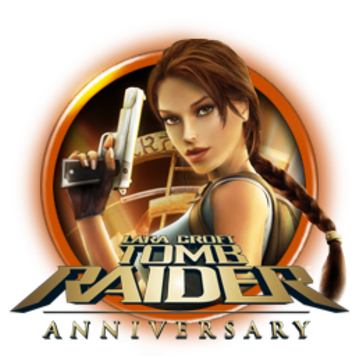 LARA CROFT
TOMB
RAIDER
ANNIVERSARY